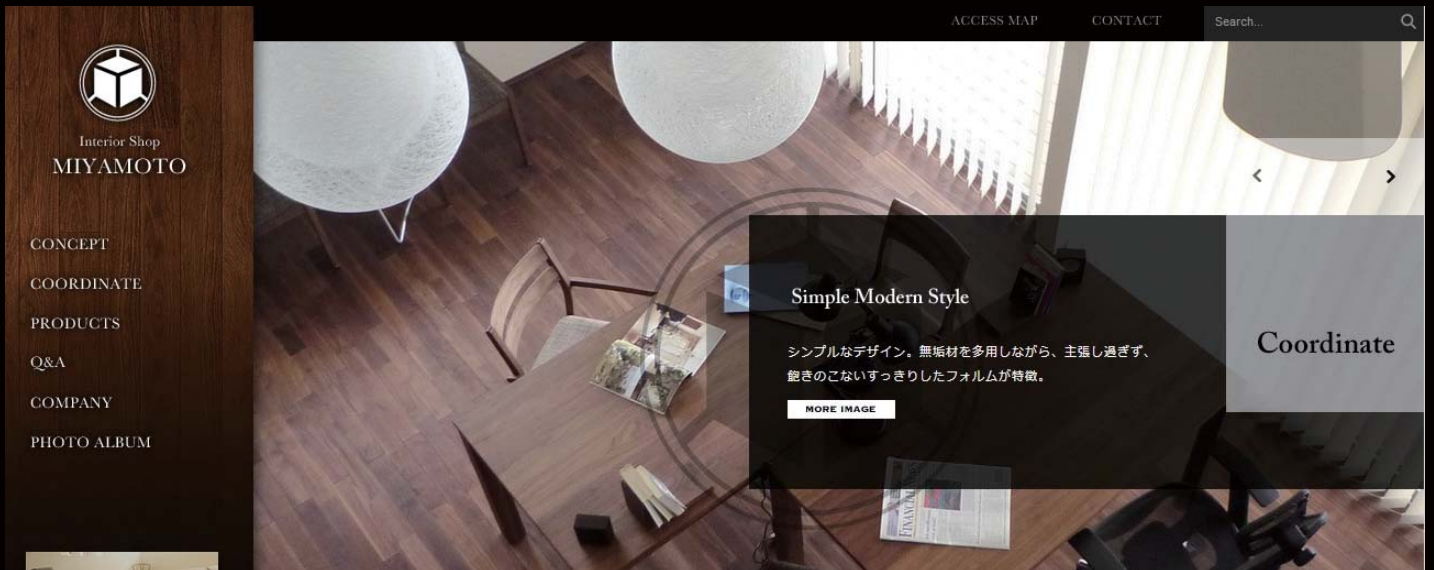 ACCESS MAP
CONTACT
Search...
Interior Shop
MIYAMOTO
CONCEPT
COORDINATE
PRODUCTS
Q&A
COMPANY
PHOTO ALBUM
Simple Modern Style
シンプルなデザイン。無垢材を多用しながら、主張し過ぎず、
飽きのこないすっきりしたフォルムが特徴。
MORE IMAGE
Coordinate